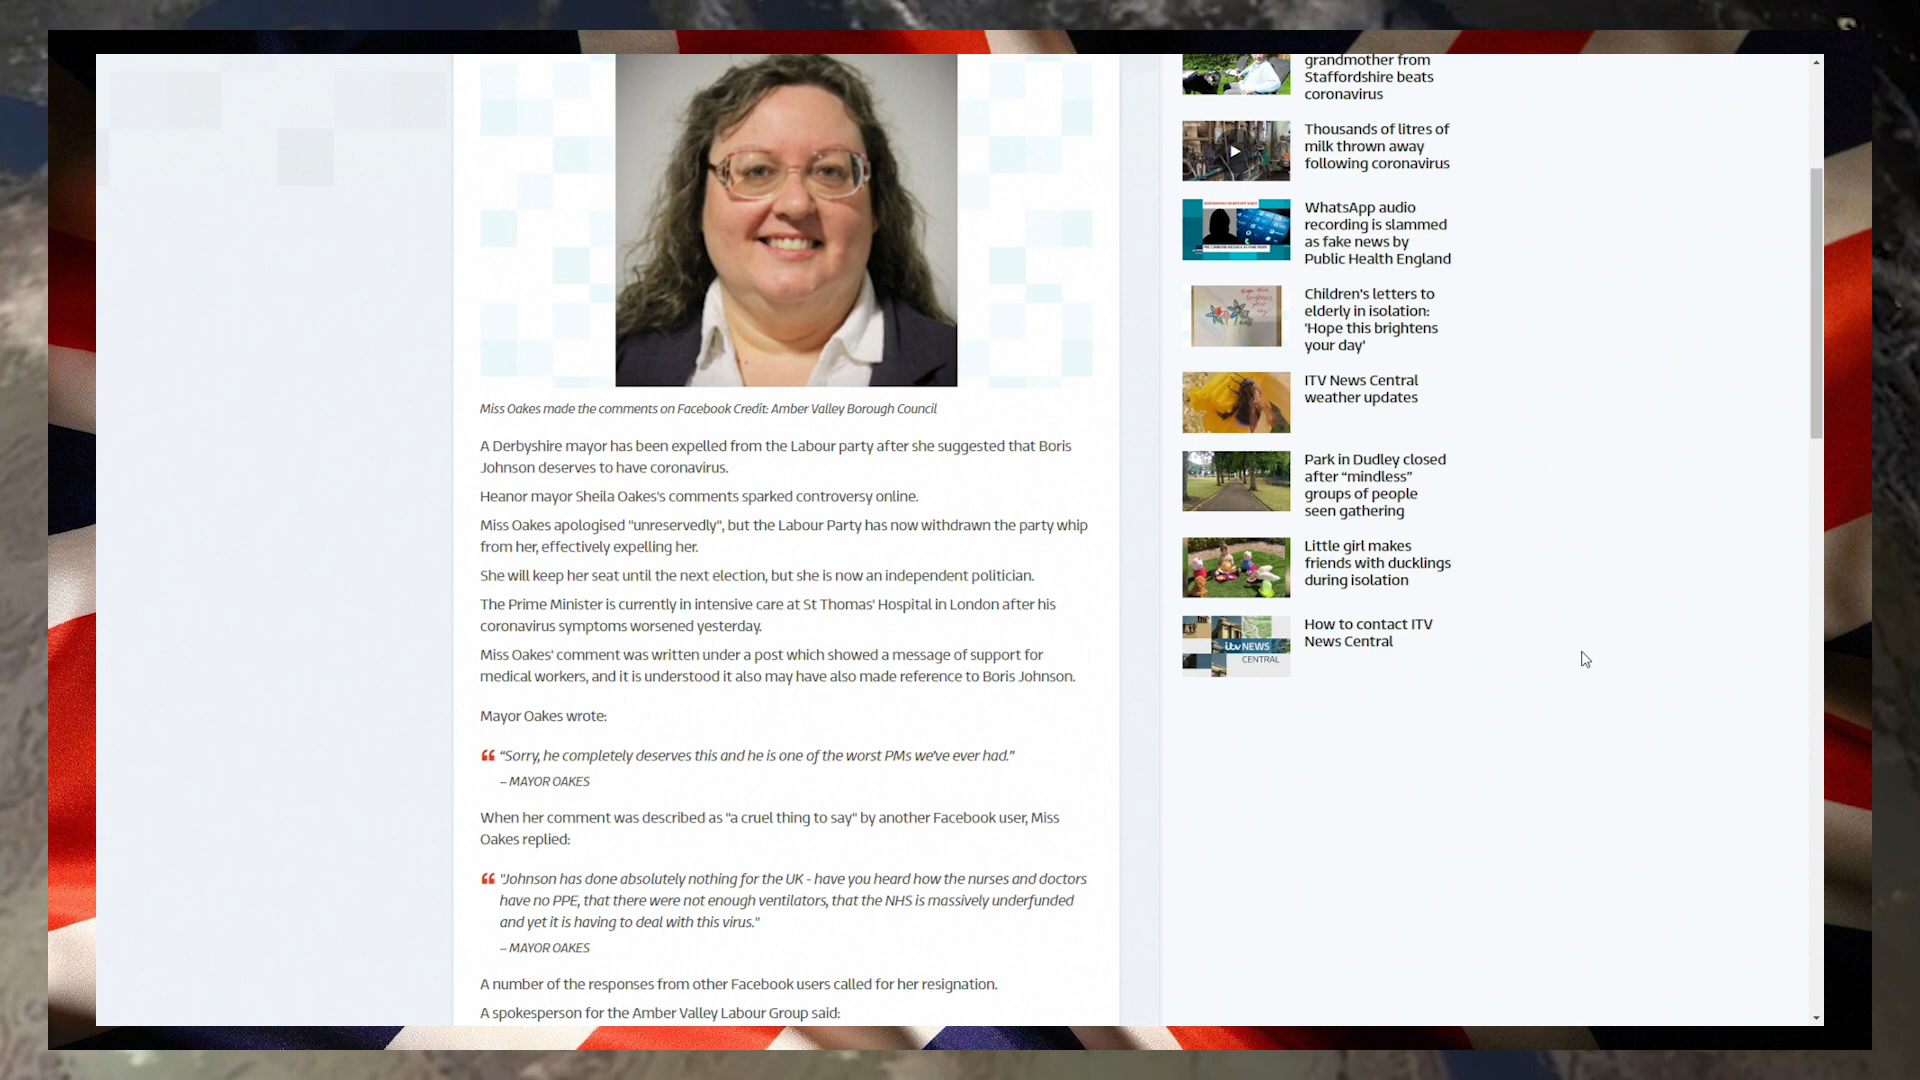 Miss Oakes made the comments on Facebook Credit: Amber Valley Borough Council
A Derbyshire mayor has been expelled from the Labour party after she suggested that Boris
Johnson deserves to have coronavirus.
Heanor mayor Sheila Oakes's comments sparked controversy online.
Miss Oakes apologised "unreservedly", but the Labour Party has now withdrawn the party whip
from her, effectively expelling her.
She will keep her seat until the next election, but she is now an independent politician.
The Prime Minister is currently in intensive care at St Thomas' Hospital in London after his
coronavirus symptoms worsened yesterday.
Miss Oakes' comment was written under a post which showed a message of support for
medical workers, and it is understood it also may have also made reference to Boris Johnson.
Mayor Oakes wrote:
“Sorry, he completely deserves this and he is one of the worst PMs we've ever had.”
– MAYOR OAKES
When her comment was described as "a cruel thing to say" by another Facebook user, Miss
Oakes replied:
"Johnson has done absolutely nothing for the UK - have you heard how the nurses and doctors
have no PPE, that there were not enough ventilators, that the NHS is massively underfunded
and yet it is having to deal with this virus."
– MAYOR OAKES
A number of the responses from other Facebook users called for her resignation.
A spokesperson for the Amber Valley Labour Group said:
grandmother from
Staffordshire beats
coronavirus
Thousands of litres of
milk thrown away
following coronavirus
WhatsApp audio
recording is slammed
as fake news by
Public Health England
Hope this
brightens
your
day!
Children's letters to
elderly in isolation:
'Hope this brightens
your day'
ITV News Central
weather updates
Park in Dudley closed
after “mindless”
groups of people
seen gathering
Little girl makes
friends with ducklings
during isolation
itv NEWS
CENTRAL
How to contact ITV
News Central